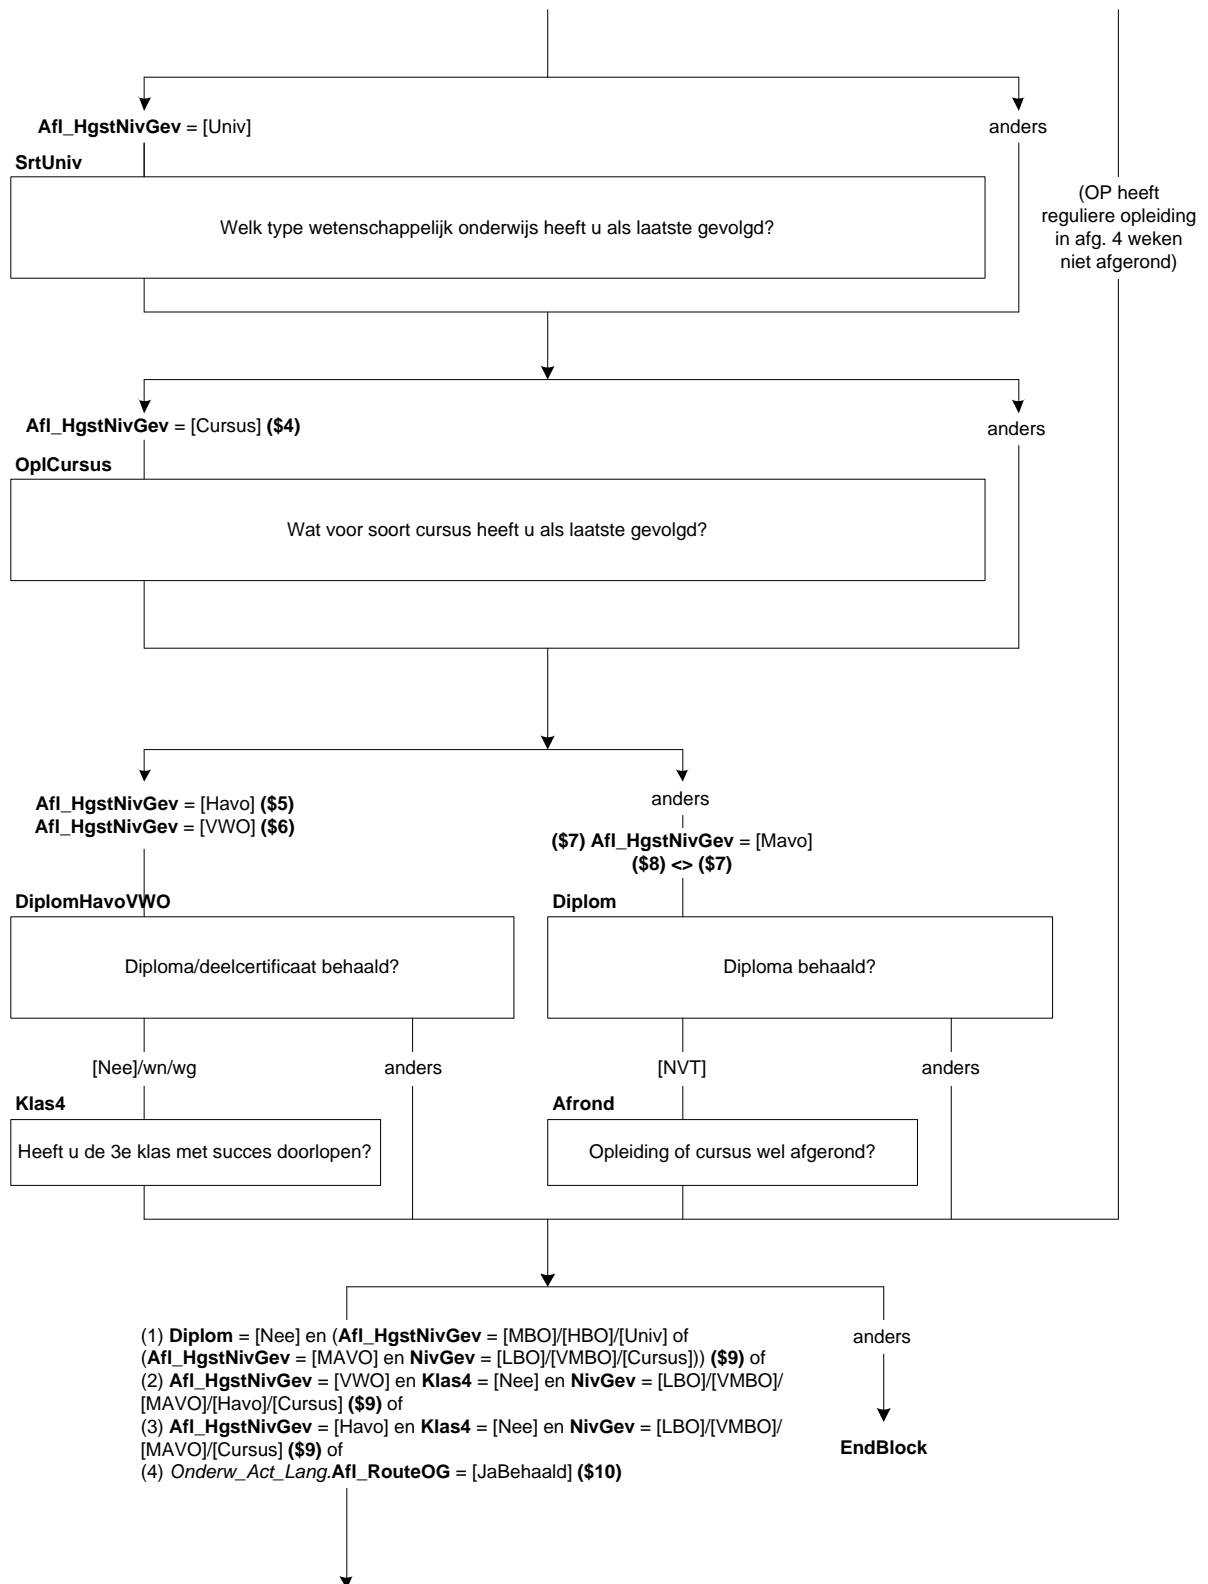 Afl_HgstNivGev = [Univ]
anders
SrtUniv
Welk type wetenschappelijk onderwijs heeft u als laatste gevolgd?
(OP heeft
reguliere opleiding
in afg. 4 weken
niet afgerond)
Afl_HgstNivGev = [Cursus] ($4)
anders
OplCursus
Wat voor soort cursus heeft u als laatste gevolgd?
Afl_HgstNivGev = [Havo] ($5)
Afl_HgstNivGev = [VWO] ($6)
anders
($7) Afl_HgstNivGev = [Mavo]
($8) <> ($7)
DiplomHavoVWO
Diploma/deelcertificaat behaald?
Diplom
Diploma behaald?
[Nee]/wn/wg
anders
[NVT]
anders
Klas4
Heeft u de 3e klas met succes doorlopen?
Afrond
Opleiding of cursus wel afgerond?
(1) Diplom = [Nee] en (Afl_HgstNivGev = [MBO]/[HBO]/[Univ] of
(Afl_HgstNivGev = [MAVO] en NivGev = [LBO]/[VMBO]/[Cursus])) ($9) of
(2) Afl_HgstNivGev = [VWO] en Klas4 = [Nee] en NivGev = [LBO]/[VMBO]/
[MAVO]/[Havo]/[Cursus] ($9) of
(3) Afl_HgstNivGev = [Havo] en Klas4 = [Nee] en NivGev = [LBO]/[VMBO]/
[MAVO]/[Cursus] ($9) of
(4) Onderw_Act_Lang.Afl_RouteOG = [JaBehaald] ($10)
anders
EndBlock